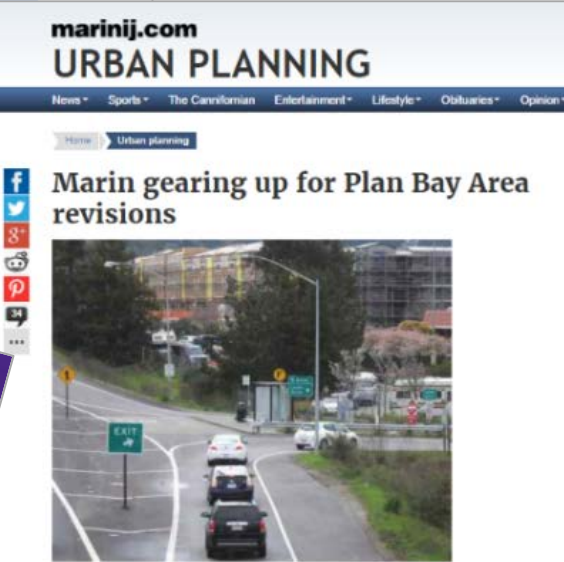 marinij.com
URBAN PLANNING
News Sports The Cannifornian Entertainment Lifestyle Obituaries Opinion
Home Urban planning
Marin gearing up for Plan Bay Area
revisions
34
EXIT